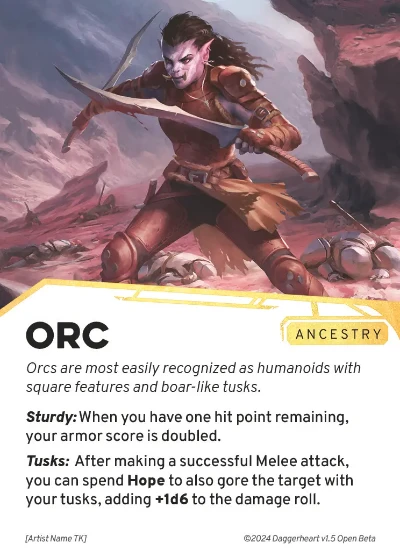 ORC
ANCESTRY
Orcs are most easily recognized as humanoids with
square features and boar-like tusks.
Sturdy: When you have one hit point remaining,
your armor score is doubled.
Tusks: After making a successful Melee attack,
you can spend Hope to also gore the target with
your tusks, adding +1d6 to the damage roll.
[Artist Name TK]
©2024 Daggerheart v1.5 Open Beta